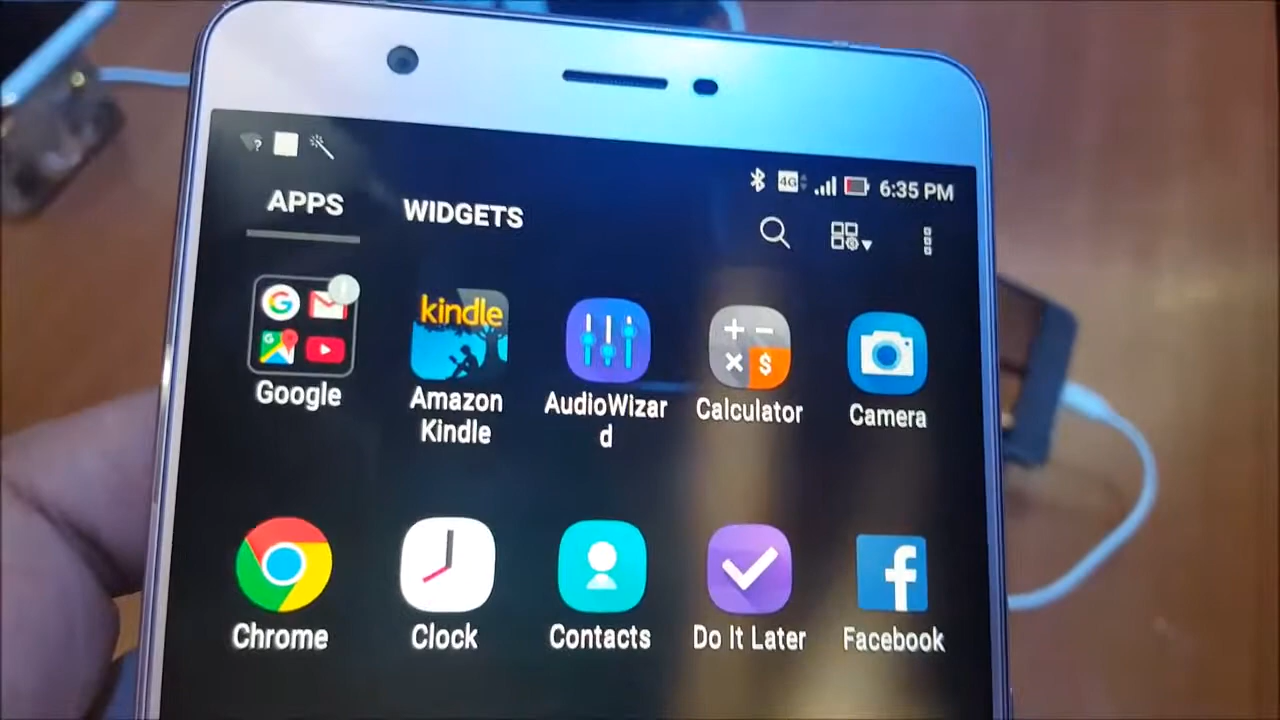 4G 6:35 PM
APPS WIDGETS
kindle
Google
Amazon
Kindle
AudioWizar
d
Calculator
Camera
Chrome
Clock
Contacts
Do It Later
Facebook